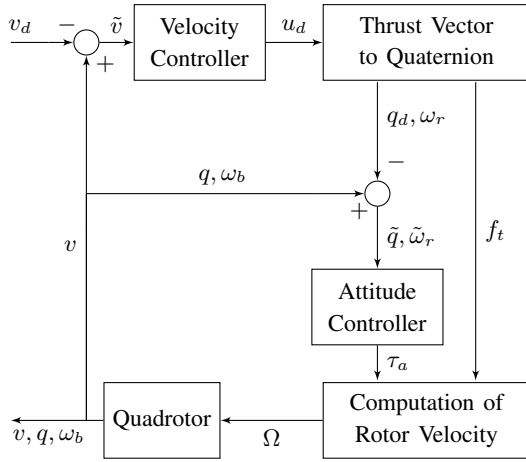 v_d
−
+
ṽ
Velocity
Controller
u_d
Thrust Vector
to Quaternion
q_d, ω_r
−
q, ω_b
+
v
q̃, ω̃_r
f_t
Attitude
Controller
τ_a
Quadrotor
Ω
Computation of
Rotor Velocity
v, q, ω_b